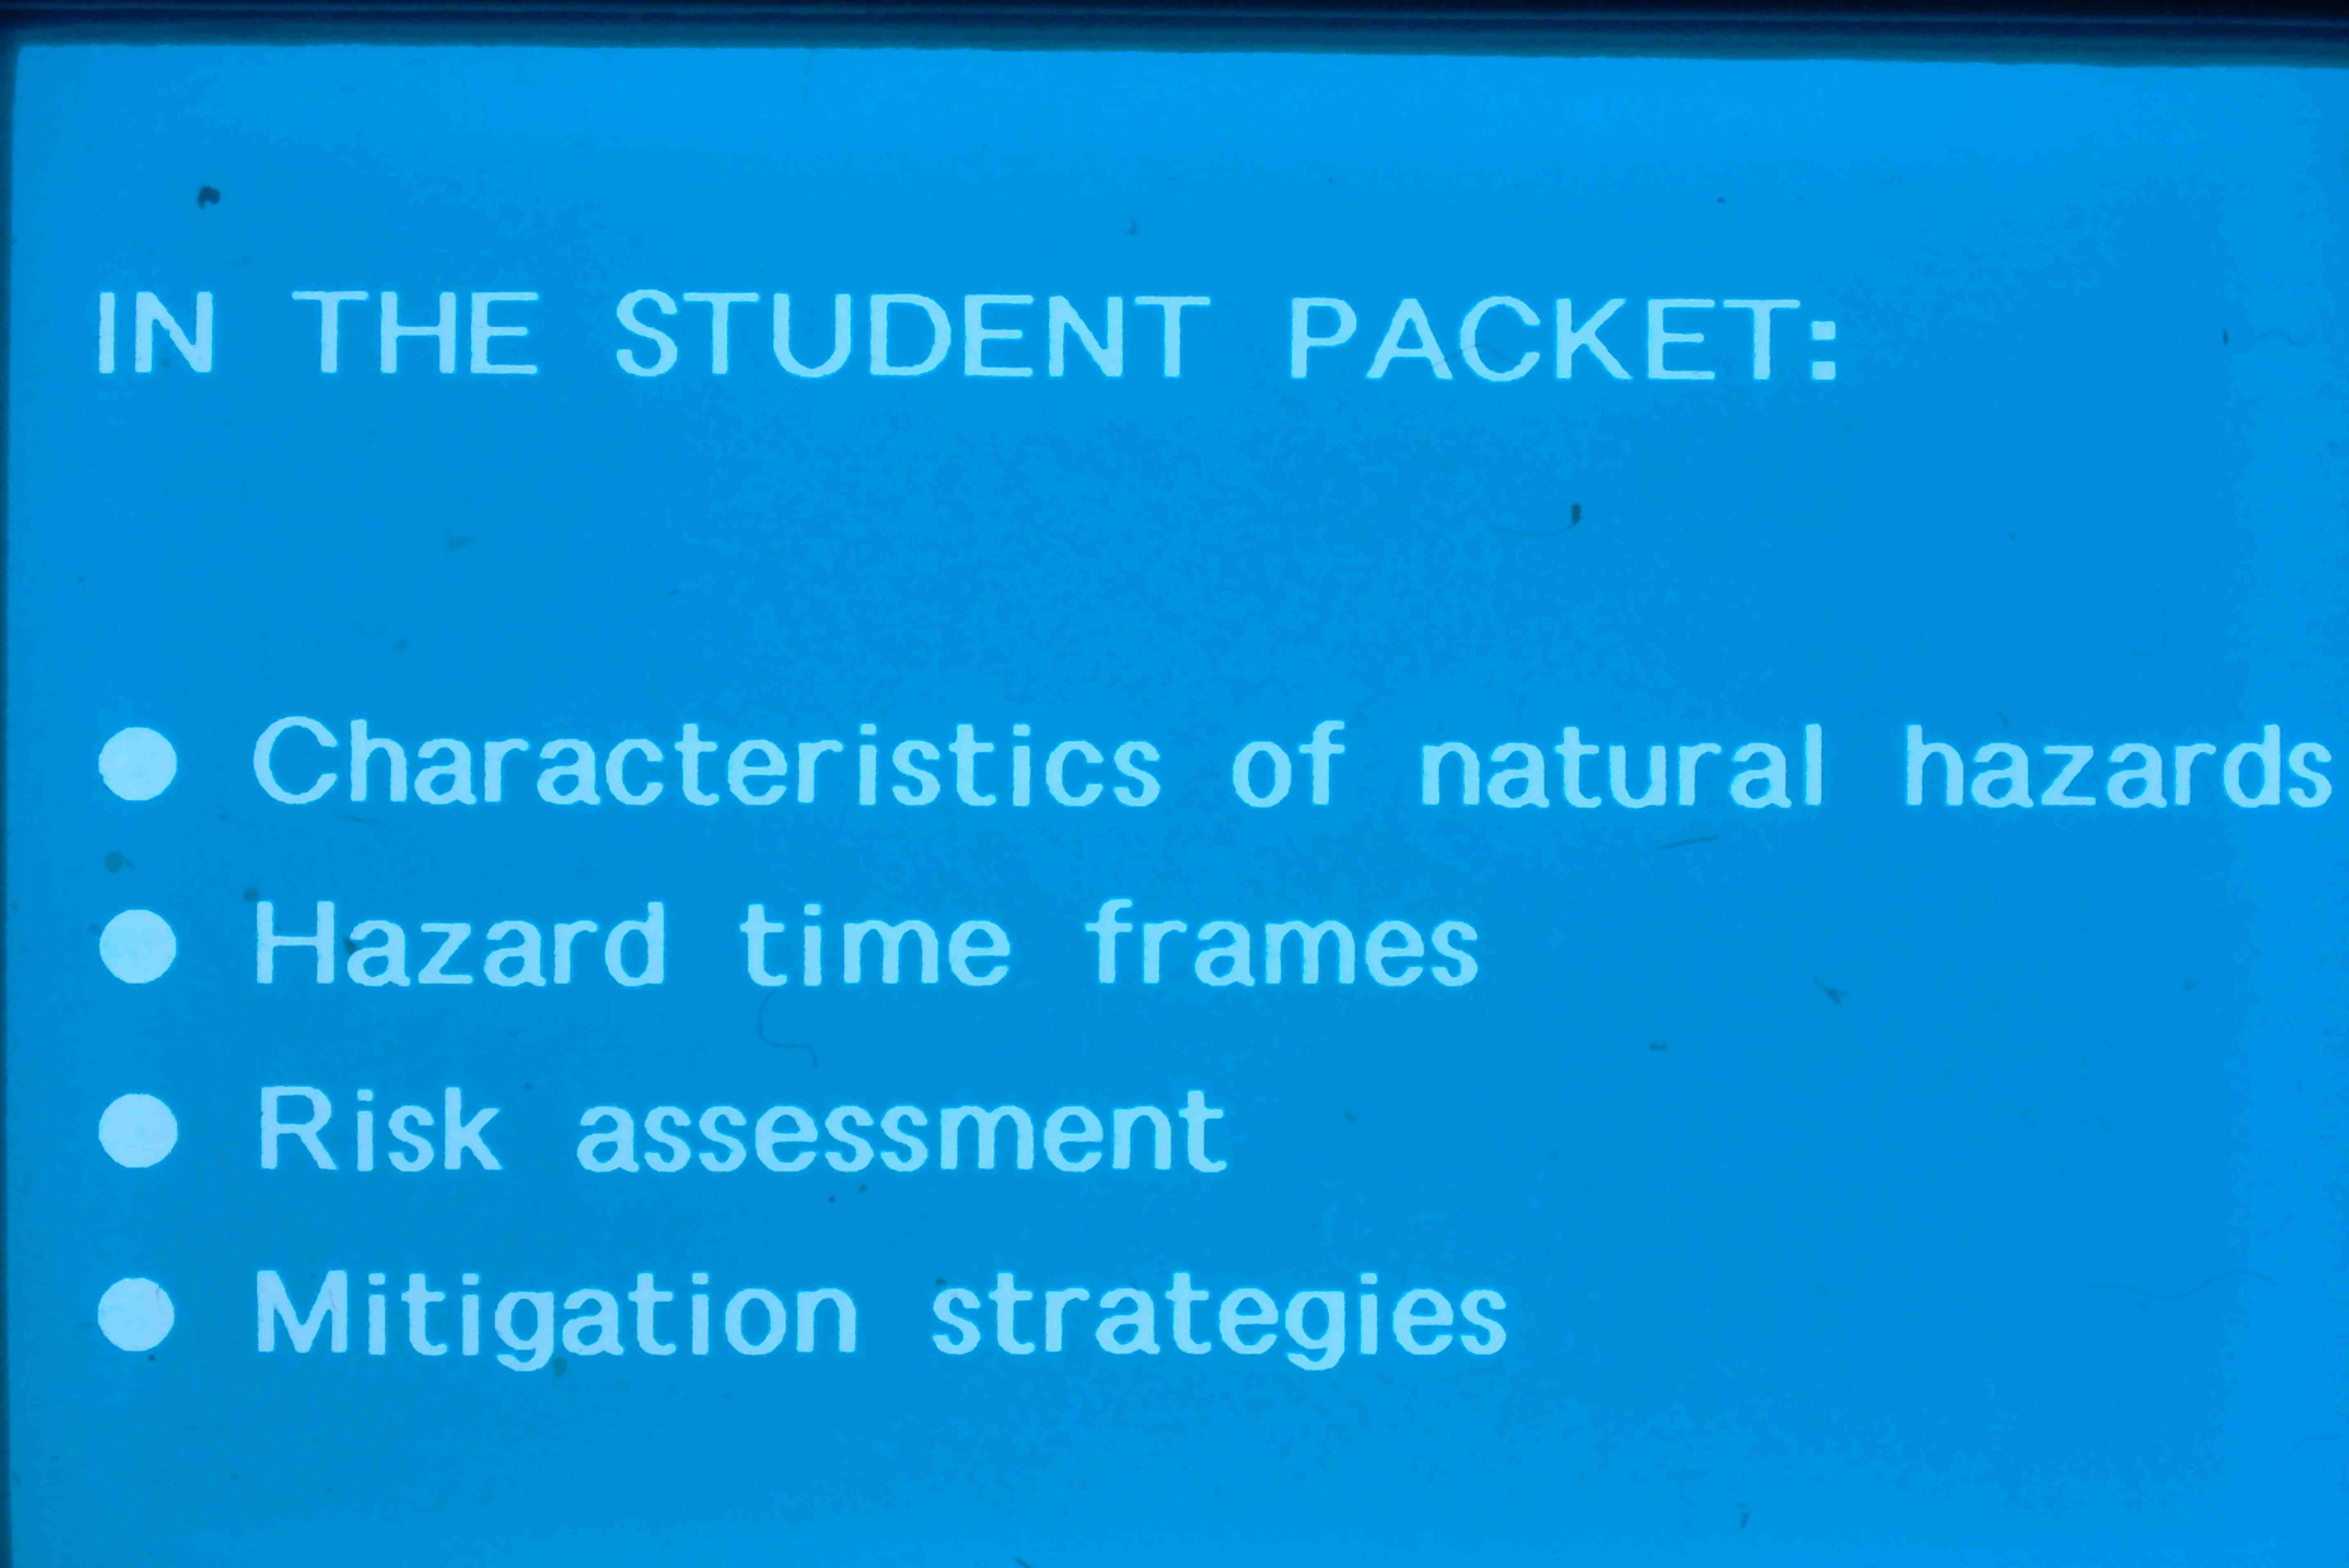 IN THE STUDENT PACKET:
● Characteristics of natural hazards
● Hazard time frames
● Risk assessment
● Mitigation strategies